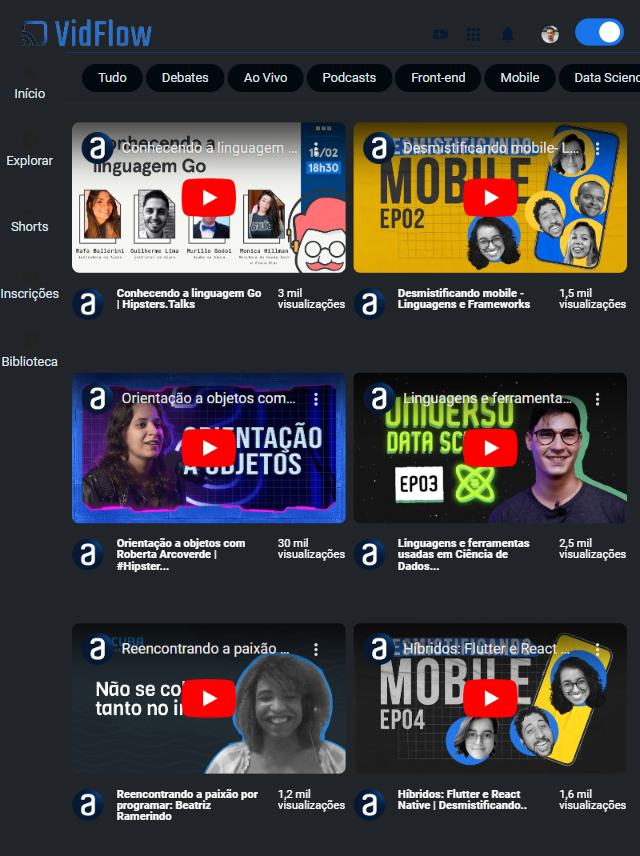 VidFlow
Tudo
Debates
Ao Vivo
Podcasts
Front-end
Mobile
Data Scienc
Início
Explorar
Shorts
Inscrições
Biblioteca
Conhecendo a linguagem ...
Conhecendo a
linguagem Go
16/02
18h30
Rafa Ballerini
Guilherme Lima
Murillo Godoi
Monica Hillman
Conhecendo a linguagem Go
| Hipsters.Talks
3 mil
visualizações
Desmistificando mobile- L...
DESMISTIFICANDO
MOBILE
EP02
Desmistificando mobile -
Linguagens e Frameworks
1,5 mil
visualizações
Orientação a objetos com...
ORIENTAÇÃO
A OBJETOS
Orientação a objetos com
Roberta Arcoverde |
#Hipster...
30 mil
visualizações
Linguagens e ferramenta...
UNIVERSO
DATA SC
EP03
Linguagens e ferramentas
usadas em Ciência de
Dados...
2,5 mil
visualizações
Reencontrando a paixão ...
Não se co
tanto no i
Reencontrando a paixão por
programar: Beatriz
Ramerindo
1,2 mil
visualizações
Híbridos: Flutter e React ...
DESMISTIFICANDO
MOBILE
EP04
Híbridos: Flutter e React
Native | Desmistificando..
1,6 mil
visualizações